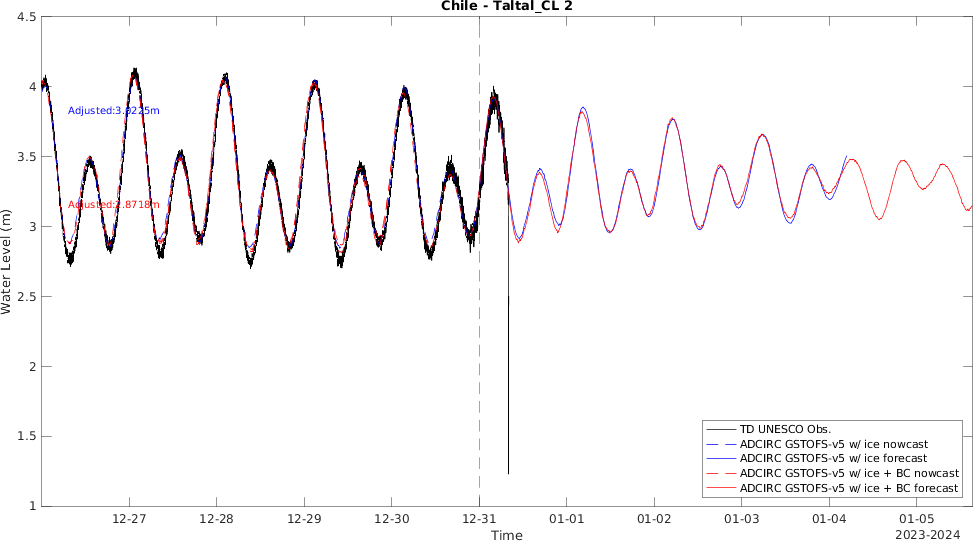 Chile - Taltal_CL 2
4.5
4
3.5
3
2.5
2
1.5
1
Water Level (m)
Adjusted:3.0225m
Adjusted:2.8718m
TD UNESCO Obs.
ADCIRC GSTOFS-v5 w/ ice nowcast
ADCIRC GSTOFS-v5 w/ ice forecast
ADCIRC GSTOFS-v5 w/ ice + BC nowcast
ADCIRC GSTOFS-v5 w/ ice + BC forecast
12-27 12-28 12-29 12-30 12-31 01-01 01-02 01-03 01-04 01-05
Time
2023-2024